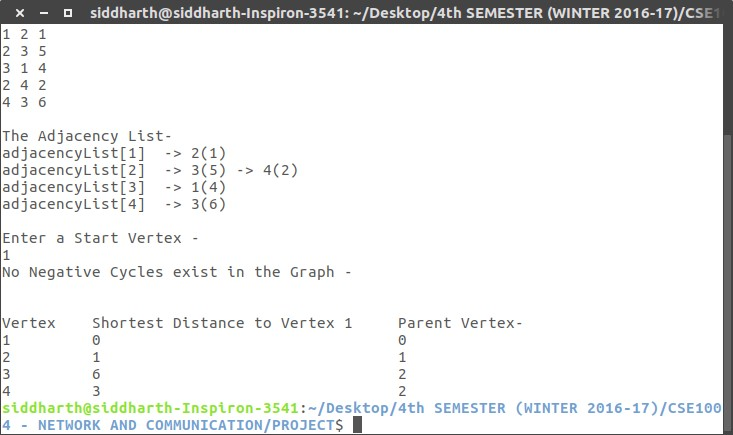 siddharth@siddharth-Inspiron-3541: ~/Desktop/4th SEMESTER (WINTER 2016-17)/CSE10
1 2 1
2 3 5
3 1 4
2 4 2
4 3 6
The Adjacency List-
adjacencyList[1]  -> 2(1)
adjacencyList[2]  -> 3(5) -> 4(2)
adjacencyList[3]  -> 1(4)
adjacencyList[4]  -> 3(6)
Enter a Start Vertex -
1
No Negative Cycles exist in the Graph -
Vertex    Shortest Distance to Vertex 1     Parent Vertex-
1         0                                 0
2         1                                 1
3         6                                 2
4         3                                 2
siddharth@siddharth-Inspiron-3541:~/Desktop/4th SEMESTER (WINTER 2016-17)/CSE100
4 - NETWORK AND COMMUNICATION/PROJECT$